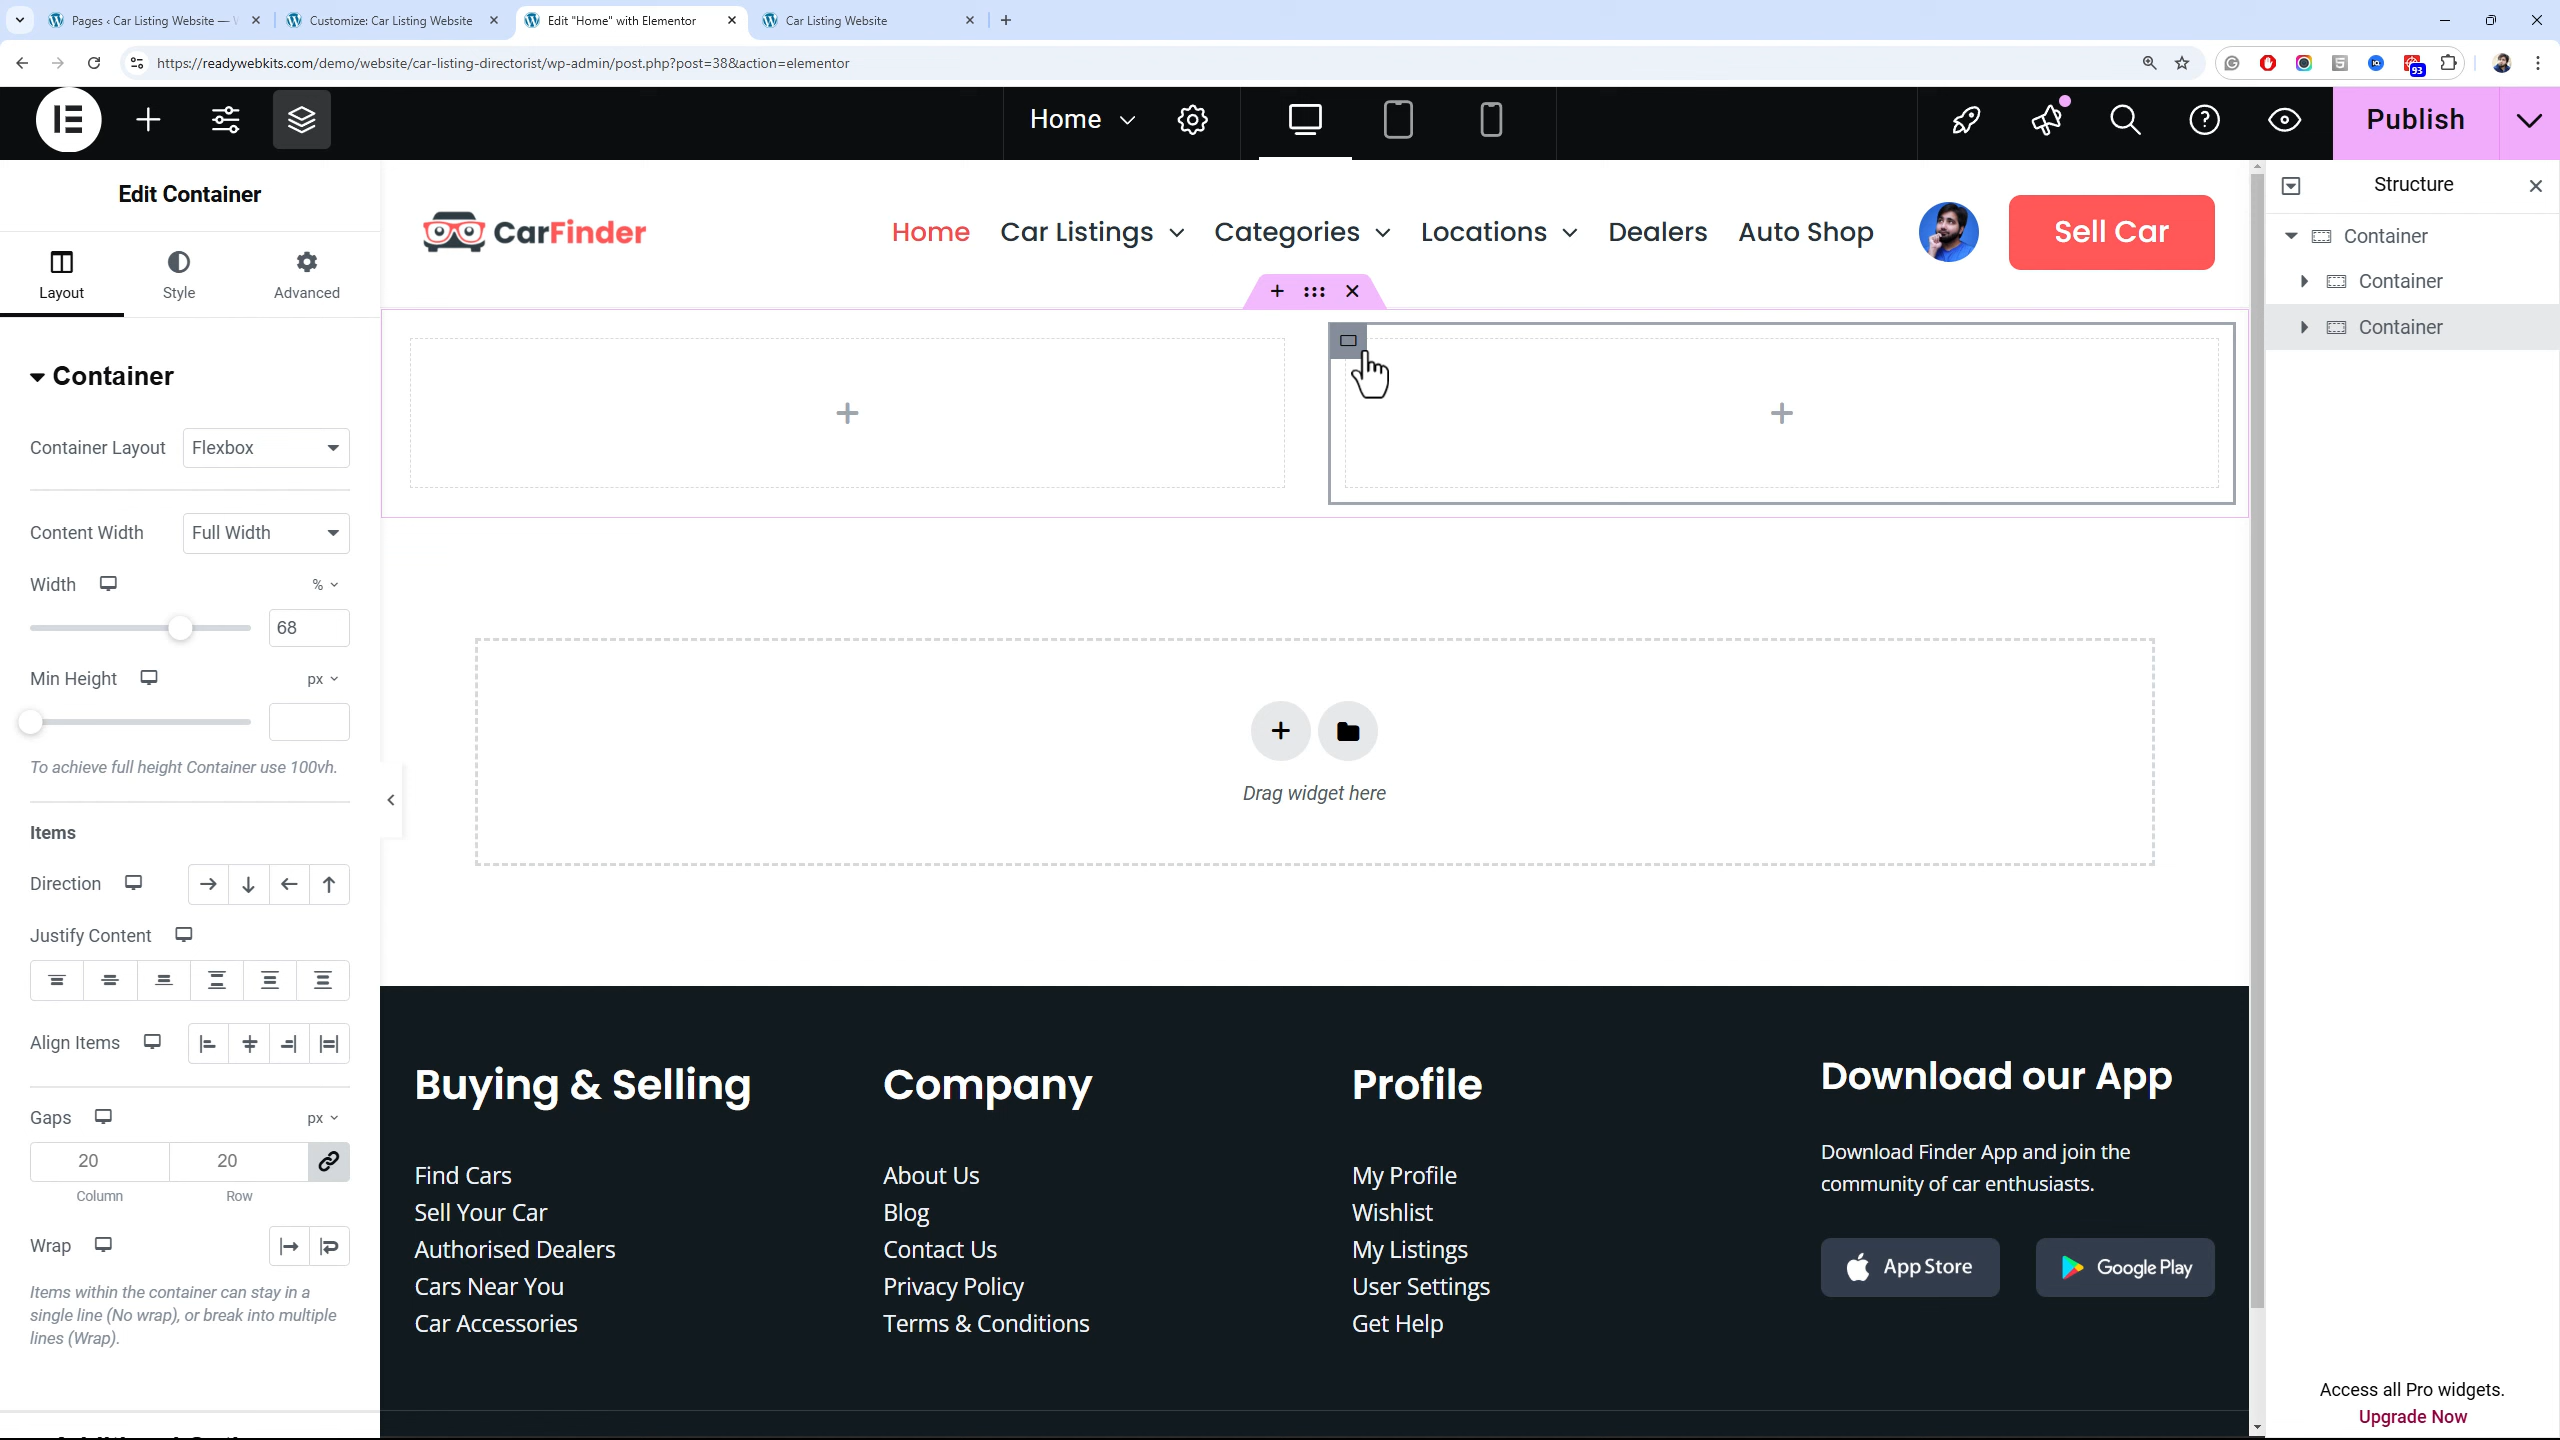 Pages ‹ Car Listing Website —
Customize: Car Listing Website
Edit "Home" with Elementor
Car Listing Website
https://readywebkits.com/demo/website/car-listing-directorist/wp-admin/post.php?post=38&action=elementor
93
Home
Publish
Edit Container
Layout
Style
Advanced
Container
Container Layout
Flexbox
Content Width
Full Width
Width
%
68
Min Height
px
To achieve full height Container use 100vh.
Items
Direction
Justify Content
Align Items
Gaps
px
20
20
Column
Row
Wrap
Items within the container can stay in a
single line (No wrap), or break into multiple
lines (Wrap).
CarFinder
Home
Car Listings
Categories
Locations
Dealers
Auto Shop
Sell Car
Drag widget here
Buying & Selling
Find Cars
Sell Your Car
Authorised Dealers
Cars Near You
Car Accessories
Company
About Us
Blog
Contact Us
Privacy Policy
Terms & Conditions
Profile
My Profile
Wishlist
My Listings
User Settings
Get Help
Download our App
Download Finder App and join the
community of car enthusiasts.
App Store
Google Play
Structure
Container
Container
Container
Access all Pro widgets.
Upgrade Now